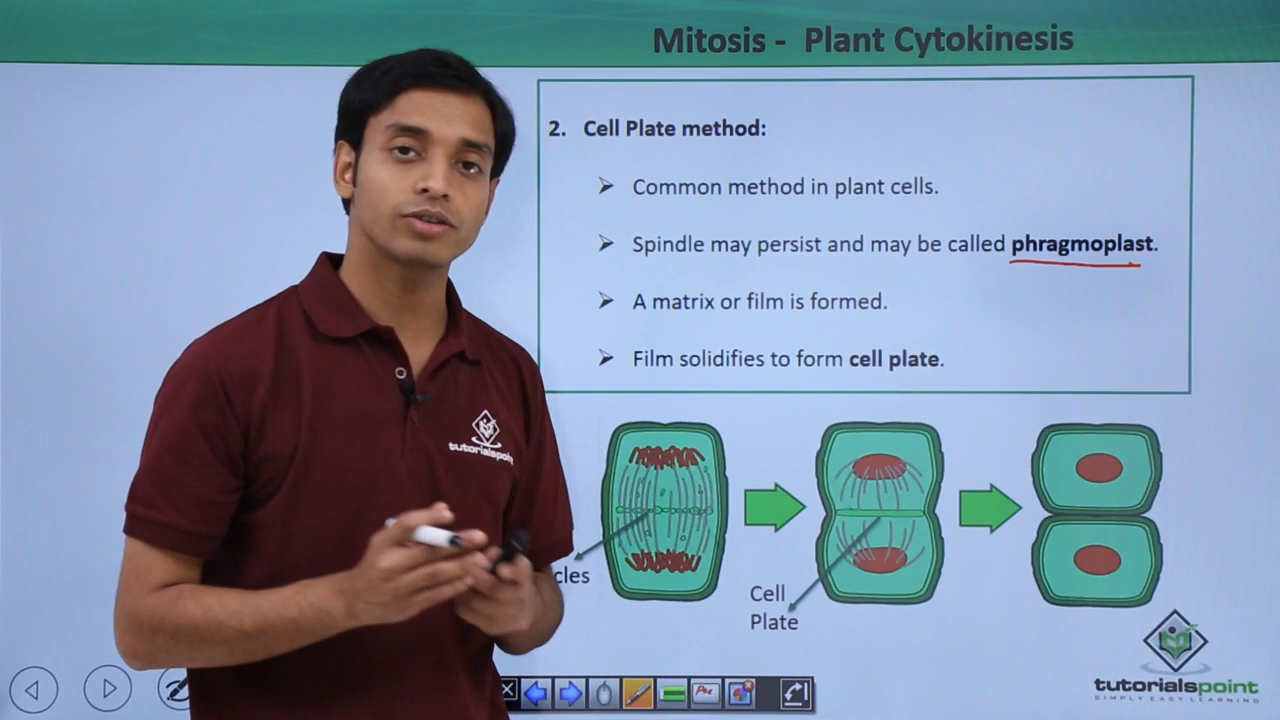 Mitosis - Plant Cytokinesis
2. Cell Plate method:
Common method in plant cells.
Spindle may persist and may be called phragmoplast.
A matrix or film is formed.
Film solidifies to form cell plate.
cles
Cell
Plate
tutorialspoint
tutorialspoint
SIMPLY EASY LEARNING